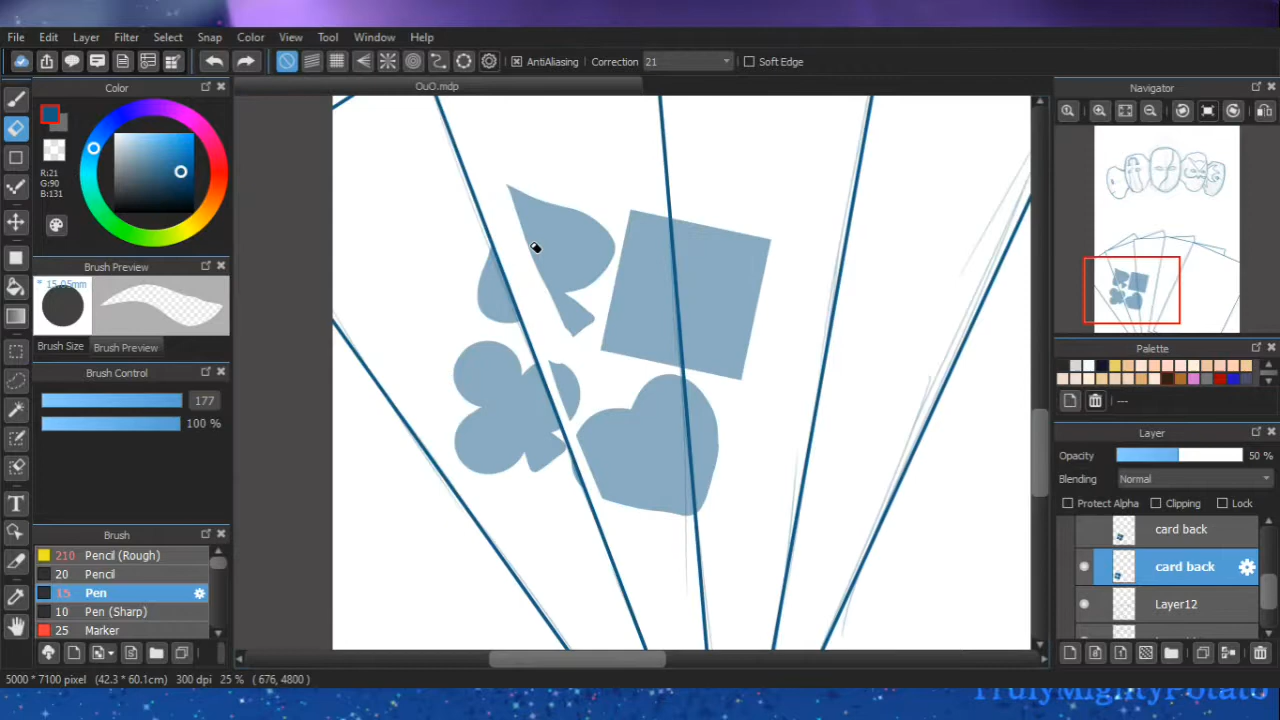 File Edit Layer Filter Select Snap Color View Tool Window Help
AntiAliasing Correction 21 Soft Edge
Color
OuO.mdp
Navigator
R:21
G:90
B:131
Brush Preview
* 15.05mm
Brush Size Brush Preview
Brush Control
177
100 %
Brush
210 Pencil (Rough)
20 Pencil
15 Pen
10 Pen (Sharp)
25 Marker
Palette
---
Layer
Opacity 50 %
Blending Normal
Protect Alpha Clipping Lock
card back
card back
Layer12
5000 * 7100 pixel (42.3 * 60.1cm) 300 dpi 25 % ( 676, 4800 )
TrulyMightyPotato